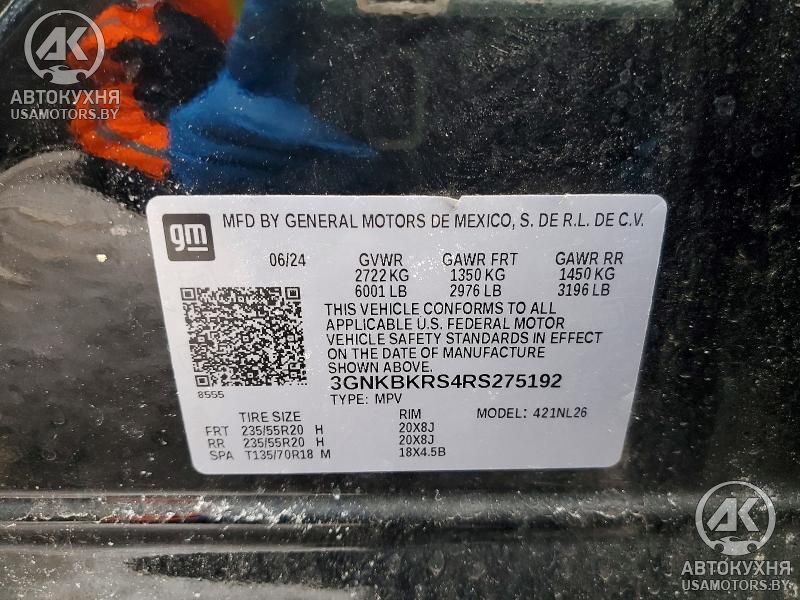 AK
АВТОКУХНЯ
USAMOTORS.BY
gm
MFD BY GENERAL MOTORS DE MEXICO, S. DE R.L. DE C.V.
06/24 GVWR GAWR FRT GAWR RR
2722 KG 1350 KG 1450 KG
6001 LB 2976 LB 3196 LB
THIS VEHICLE CONFORMS TO ALL
APPLICABLE U.S. FEDERAL MOTOR
VEHICLE SAFETY STANDARDS IN EFFECT
ON THE DATE OF MANUFACTURE
SHOWN ABOVE.
3GNKBKRS4RS275192
8555
TYPE: MPV MODEL: 421NL26
TIRE SIZE RIM
FRT 235/55R20 H 20X8J
RR 235/55R20 H 20X8J
SPA T135/70R18 M 18X4.5B
AK
АВТОКУХНЯ
USAMOTORS.BY